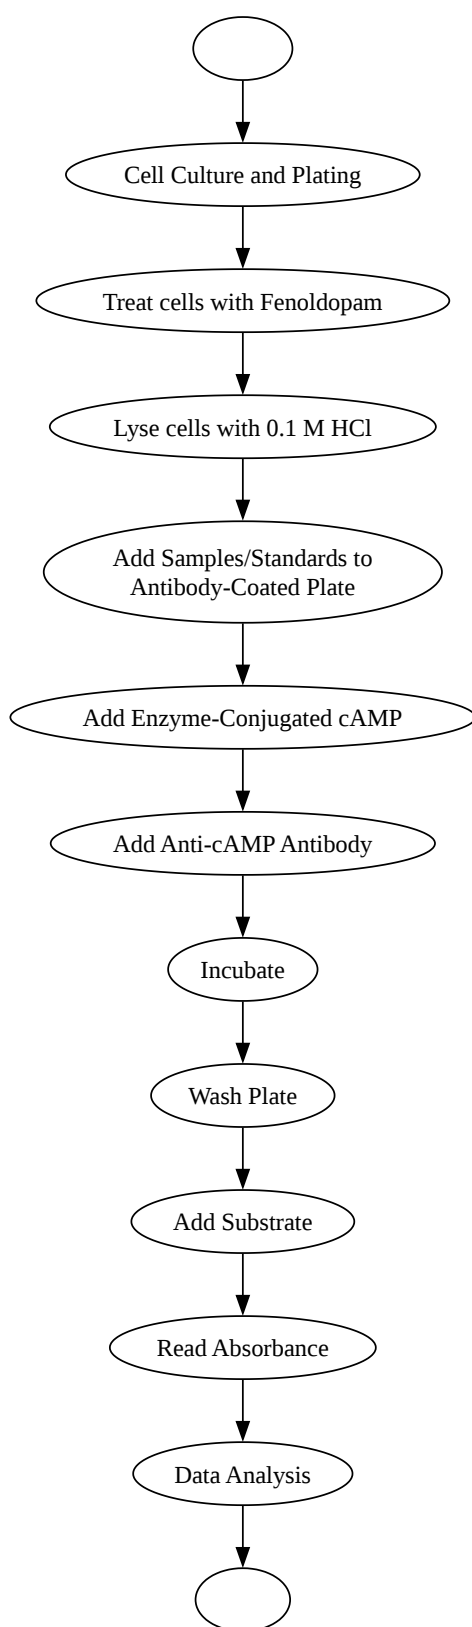 Cell Culture and Plating
Treat cells with Fenoldopam
Lyse cells with 0.1 M HCl
Add Samples/Standards to
Antibody-Coated Plate
Add Enzyme-Conjugated cAMP
Add Anti-cAMP Antibody
Incubate
Wash Plate
Add Substrate
Read Absorbance
Data Analysis